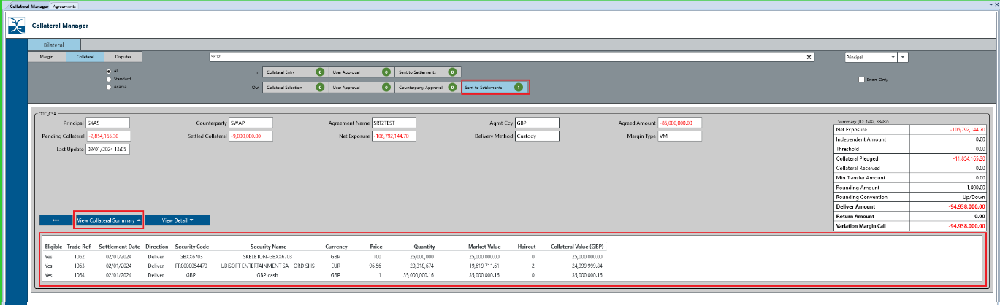 Collateral Manager Agreements
Collateral Manager
Bilateral
Margin Collateral Disputes SRT2 Principal
All
Standard
Acadia
In Collateral Entry 0 User Approval 0 Sent to Settlements 0
Errors Only
Out Collateral Selection 0 User Approval 0 Counterparty Approval 0 Sent to Settlements 1
OTC_CSA
Principal SXAS Counterparty SWAP Agreement Name SRT2TEST Agmt Ccy GBP Agreed Amount -85,000,000.00
Pending Collateral -2,854,165.30 Settled Collateral -9,000,000.00 Net Exposure -106,792,144.70 Delivery Method Custody Margin Type VM
Last Update 02/01/2024 13:05
Summary (ID: 1482, 38482)
Net Exposure -106,792,144.70
Independent Amount 0.00
Threshold 0.00
Collateral Pledged -11,854,165.30
Collateral Received 0.00
Min Transfer Amount 0.00
Rounding Amount 1,000.00
Rounding Convention Up/Down
Deliver Amount -94,938,000.00
Return Amount 0.00
Variation Margin Call -94,938,000.00
••• View Collateral Summary View Detail
Eligible Trade Ref Settlement Date Direction Security Code Security Name Currency Price Quantity Market Value Haircut Collateral Value (GBP)
Yes 1062 02/01/2024 Deliver GBXX6703 SKELETON-GBXX6703 GBP 100 25,000,000 25,000,000.00 0 25,000,000.00
Yes 1063 02/01/2024 Deliver FR0000054470 UBISOFT ENTERTAINMENT SA - ORD SHS EUR 96.56 20,318,674 19,619,711.61 2 24,999,999.84
Yes 1064 02/01/2024 Deliver GBP GBP cash GBP 1 35,000,000.16 35,000,000.16 0 35,000,000.16